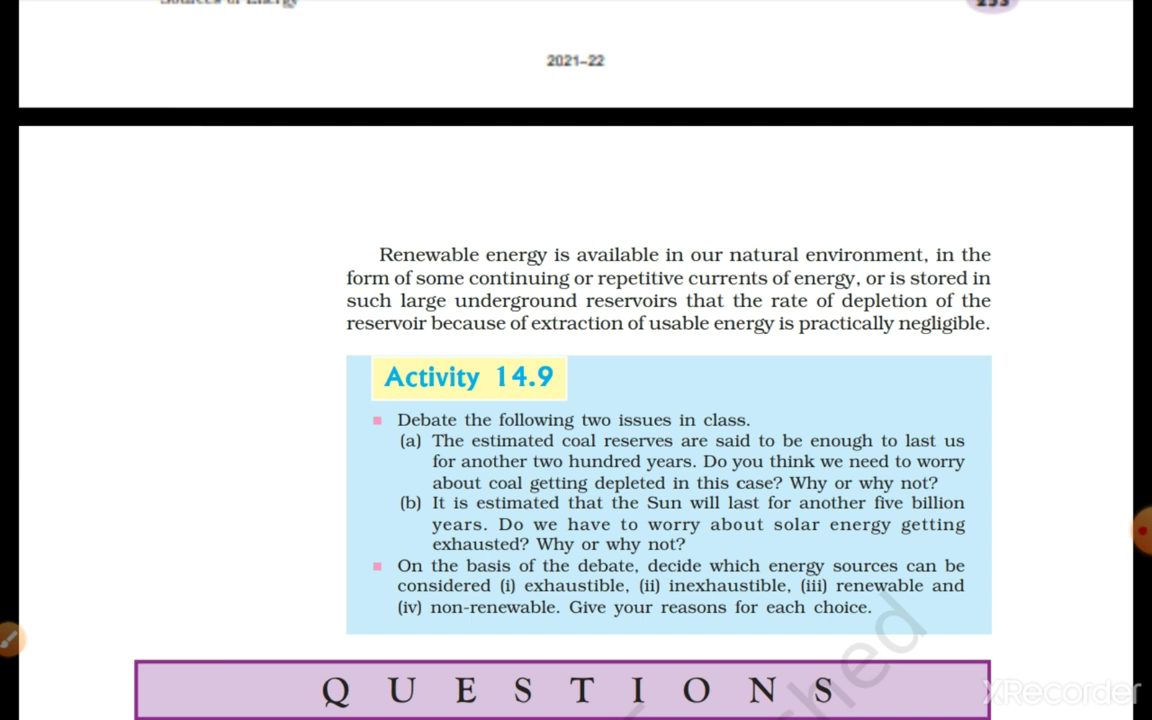 Sources of Energy
253
2021–22
Renewable energy is available in our natural environment, in the
form of some continuing or repetitive currents of energy, or is stored in
such large underground reservoirs that the rate of depletion of the
reservoir because of extraction of usable energy is practically negligible.
Activity 14.9
Debate the following two issues in class.
(a) The estimated coal reserves are said to be enough to last us
for another two hundred years. Do you think we need to worry
about coal getting depleted in this case? Why or why not?
(b) It is estimated that the Sun will last for another five billion
years. Do we have to worry about solar energy getting
exhausted? Why or why not?
On the basis of the debate, decide which energy sources can be
considered (i) exhaustible, (ii) inexhaustible, (iii) renewable and
(iv) non-renewable. Give your reasons for each choice.
QUESTIONS
XRecorder